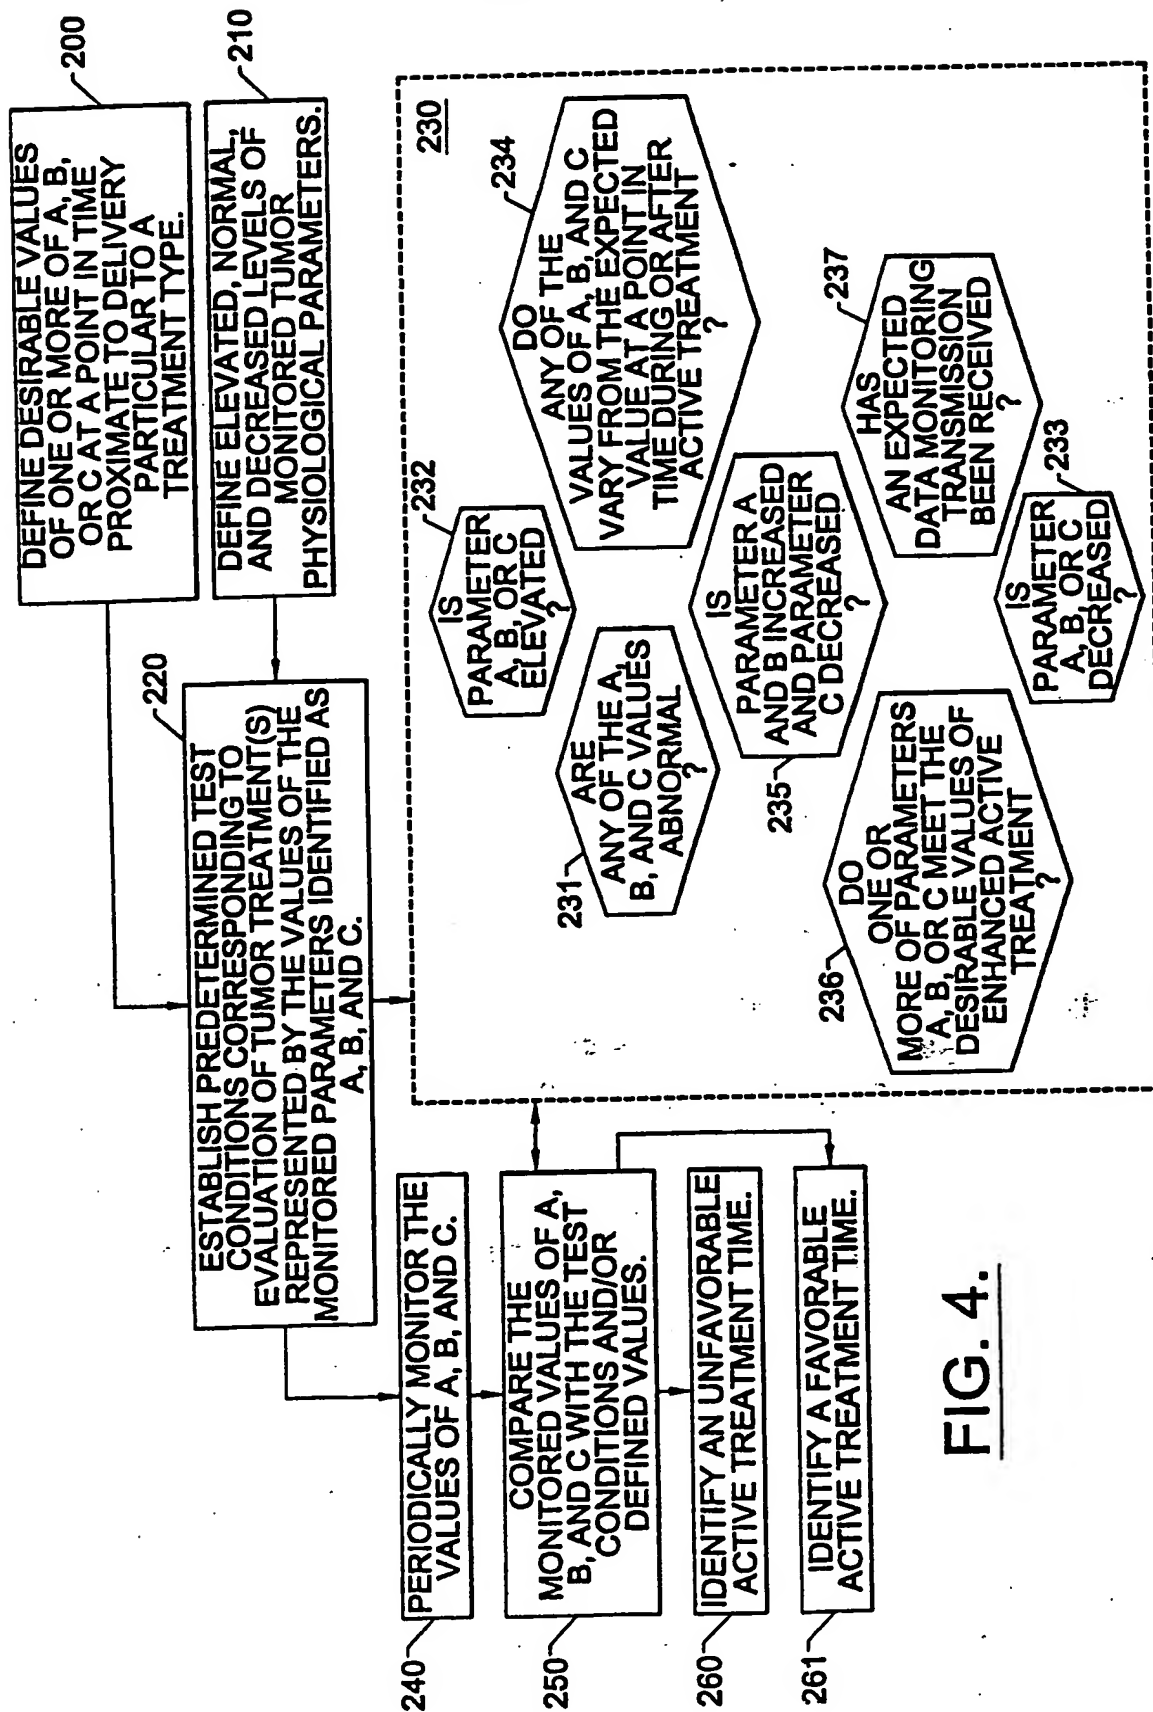 200
DEFINE DESIRABLE VALUES
OF ONE OR MORE OF A, B,
OR C AT A POINT IN TIME
PROXIMATE TO DELIVERY
PARTICULAR TO A
TREATMENT TYPE.
210
DEFINE ELEVATED, NORMAL,
AND DECREASED LEVELS OF
MONITORED TUMOR
PHYSIOLOGICAL PARAMETERS.
220
ESTABLISH PREDETERMINED TEST
CONDITIONS CORRESPONDING TO
EVALUATION OF TUMOR TREATMENT(S)
REPRESENTED BY THE VALUES OF THE
MONITORED PARAMETERS IDENTIFIED AS
A, B, AND C.
230
231
ARE
ANY OF THE A,
B, AND C VALUES
ABNORMAL
?
232
IS
PARAMETER
A, B, OR C
ELEVATED
?
234
DO
ANY OF THE
VALUES OF A, B, AND C
VARY FROM THE EXPECTED
VALUE AT A POINT IN
TIME DURING OR AFTER
ACTIVE TREATMENT
?
235
IS
PARAMETER A
AND B INCREASED
AND PARAMETER
C DECREASED
?
236
DO
ONE OR
MORE OF PARAMETERS
A, B, OR C MEET THE
DESIRABLE VALUES OF
ENHANCED ACTIVE
TREATMENT
?
237
HAS
AN EXPECTED
DATA MONITORING
TRANSMISSION
BEEN RECEIVED
?
233
IS
PARAMETER
A, B, OR C
DECREASED
?
240
PERIODICALLY MONITOR THE
VALUES OF A, B, AND C.
250
COMPARE THE
MONITORED VALUES OF A,
B, AND C WITH THE TEST
CONDITIONS AND/OR
DEFINED VALUES.
260
IDENTIFY AN UNFAVORABLE
ACTIVE TREATMENT TIME.
261
IDENTIFY A FAVORABLE
ACTIVE TREATMENT TIME.
FIG. 4.